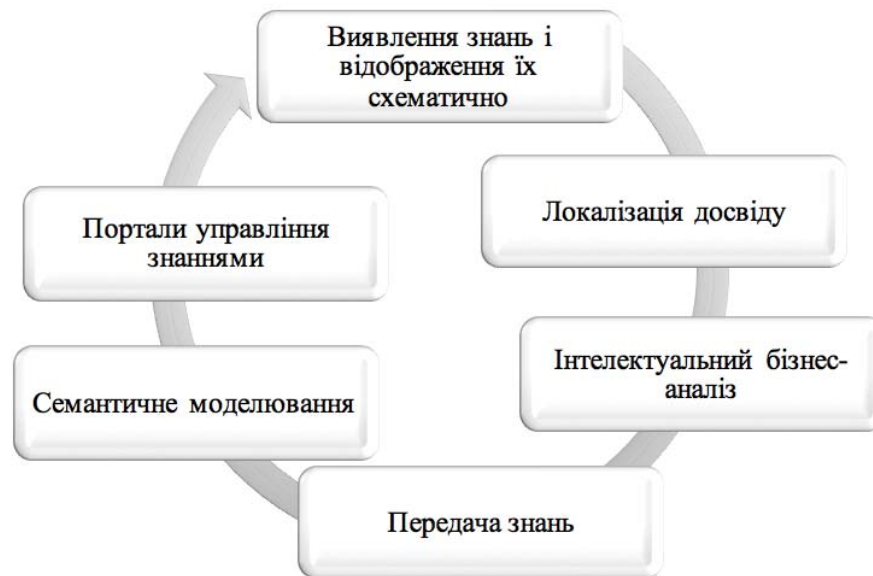 Виявлення знань і
відображення їх
схематично
Локалізація досвіду
Інтелектуальний бізнес-
аналіз
Передача знань
Семантичне моделювання
Портали управління
знаннями